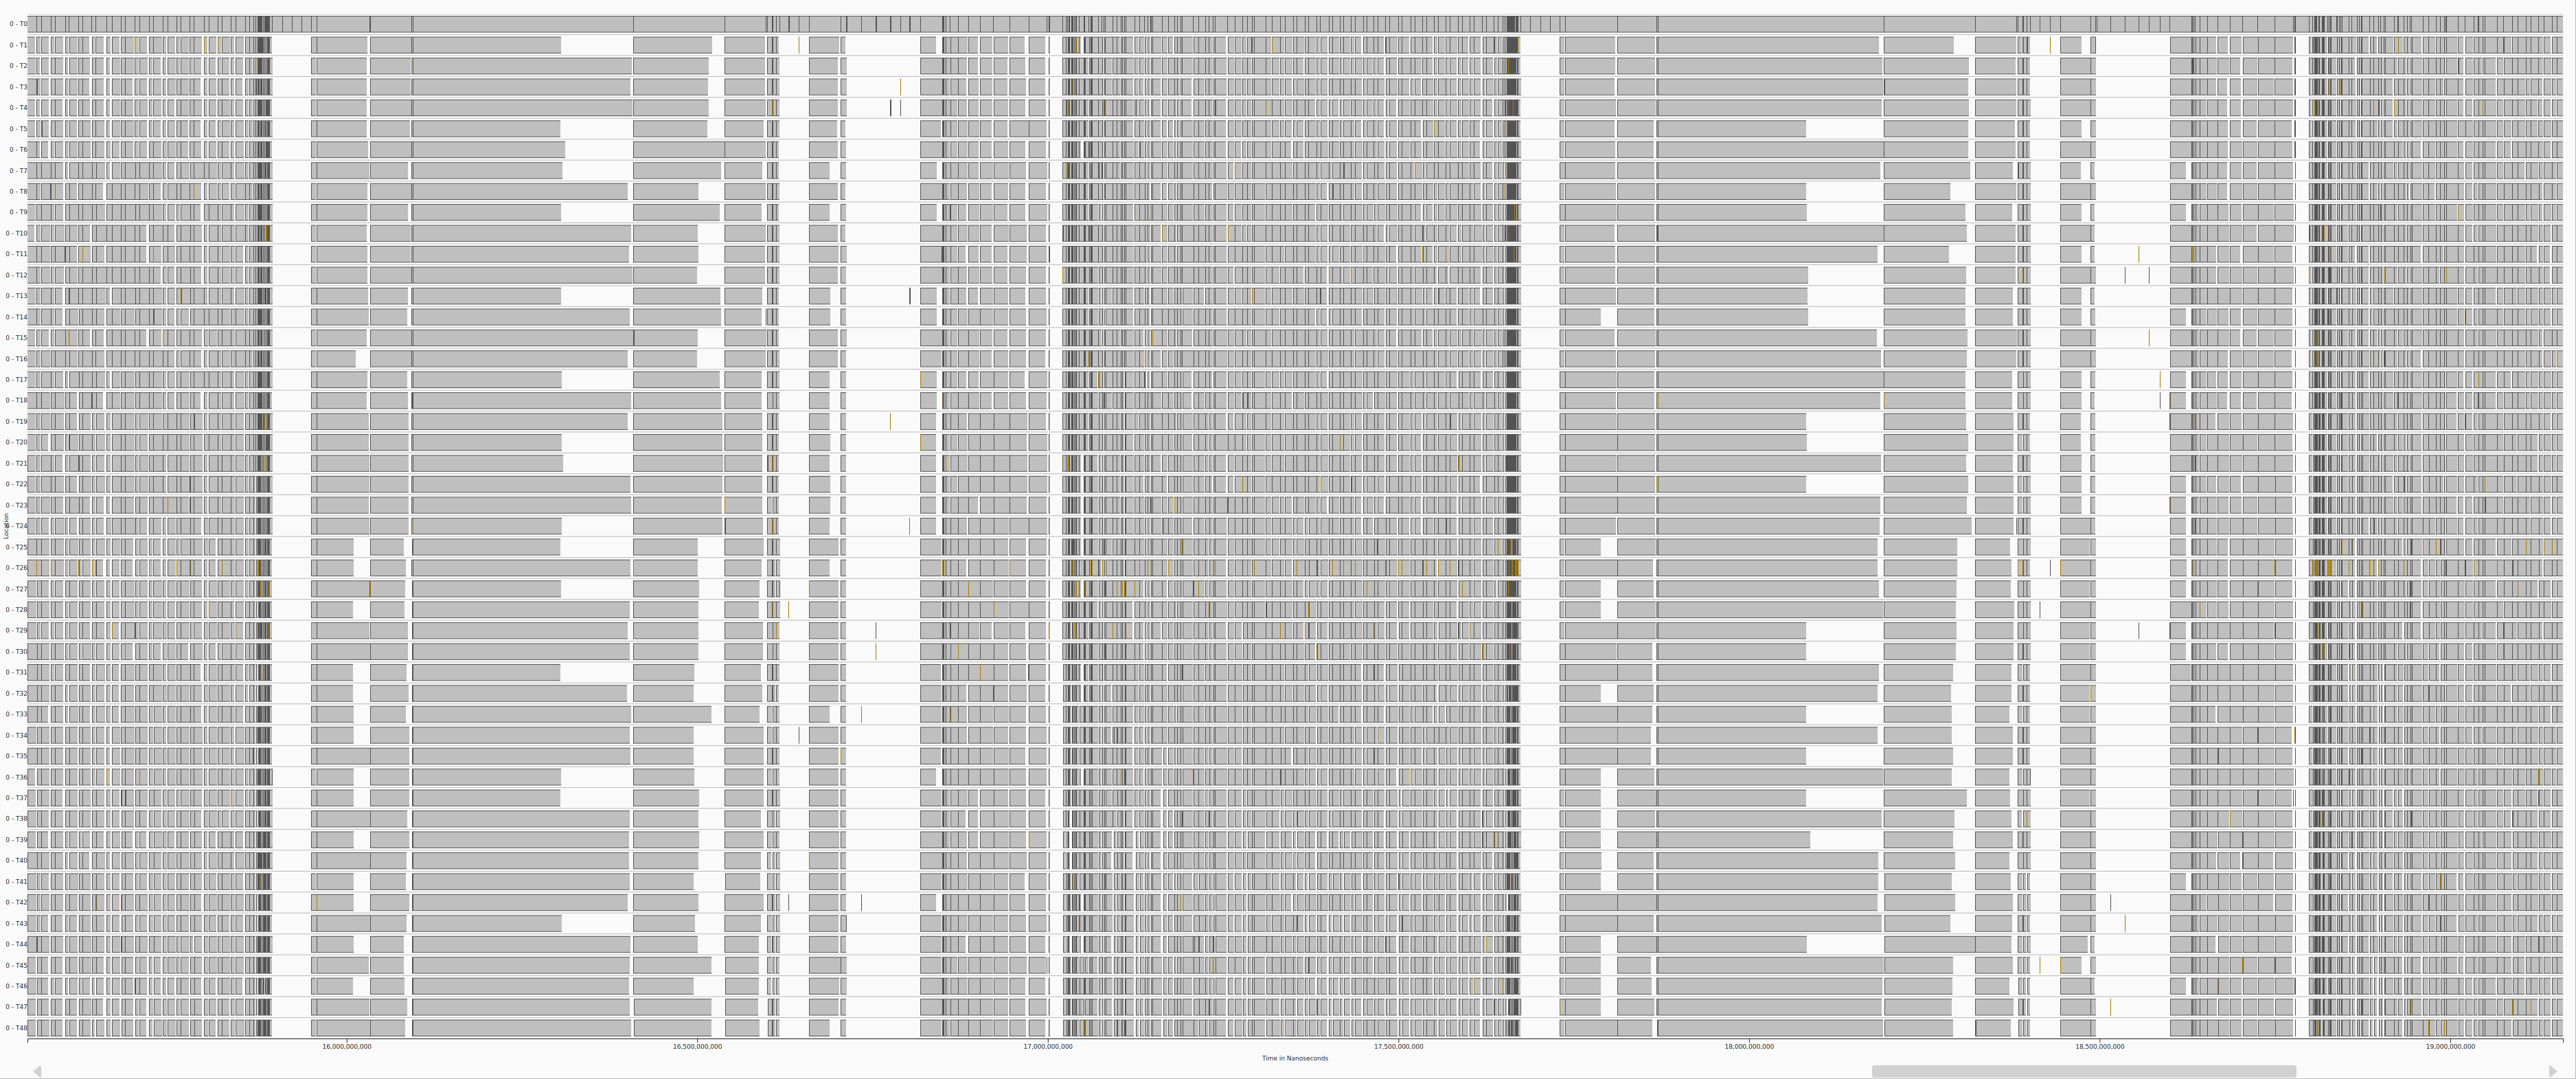 0 - T0
0 - T1
0 - T2
0 - T3
0 - T4
0 - T5
0 - T6
0 - T7
0 - T8
0 - T9
0 - T10
0 - T11
0 - T12
0 - T13
0 - T14
0 - T15
0 - T16
0 - T17
0 - T18
0 - T19
0 - T20
0 - T21
0 - T22
0 - T23
Location
0 - T24
0 - T25
0 - T26
0 - T27
0 - T28
0 - T29
0 - T30
0 - T31
0 - T32
0 - T33
0 - T34
0 - T35
0 - T36
0 - T37
0 - T38
0 - T39
0 - T40
0 - T41
0 - T42
0 - T43
0 - T44
0 - T45
0 - T46
0 - T47
0 - T48
16,000,000,000 16,500,000,000 17,000,000,000 17,500,000,000 18,000,000,000 18,500,000,000 19,000,000,000
Time in Nanoseconds